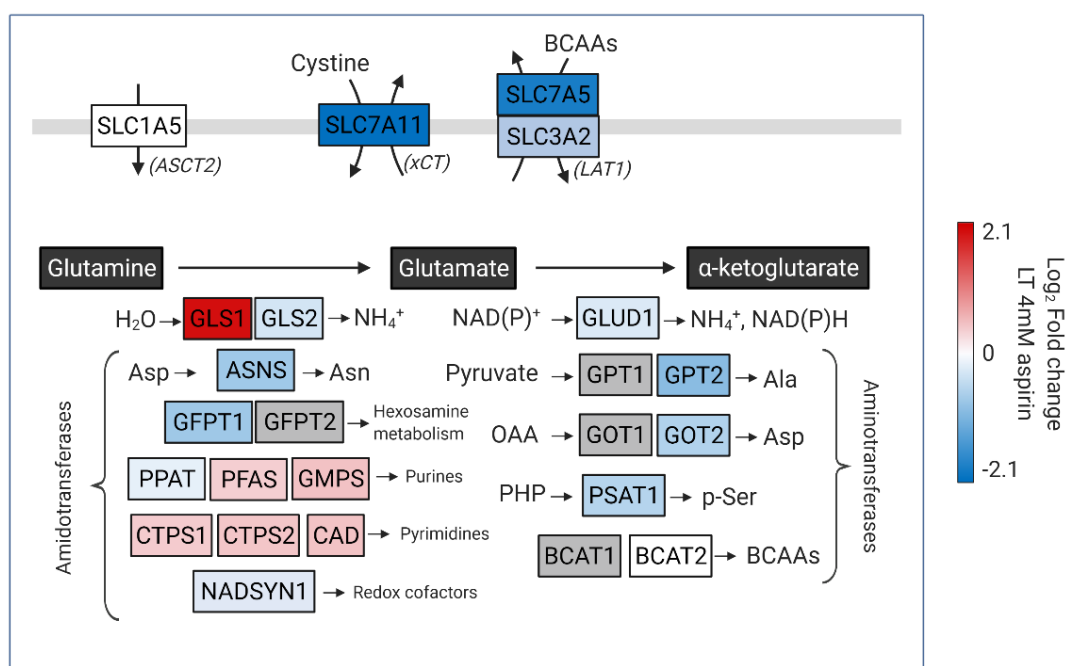 BCAAs
Cystine
SLC7A5
SLC1A5
SLC7A11
SLC3A2
(ASCT2)
(xCT)
(LAT1)
Glutamine
Glutamate
α-ketoglutarate
H₂O
GLS1
GLS2
NH₄⁺
NAD(P)⁺
GLUD1
NH₄⁺, NAD(P)H
Amidotransferases
Asp
ASNS
Asn
GFPT1
GFPT2
Hexosamine
metabolism
PPAT
PFAS
GMPS
Purines
CTPS1
CTPS2
CAD
Pyrimidines
NADSYN1
Redox cofactors
Pyruvate
GPT1
GPT2
Ala
OAA
GOT1
GOT2
Asp
PHP
PSAT1
p-Ser
BCAT1
BCAT2
BCAAs
Aminotransferases
2.1
0
-2.1
Log₂ Fold change
LT 4mM aspirin